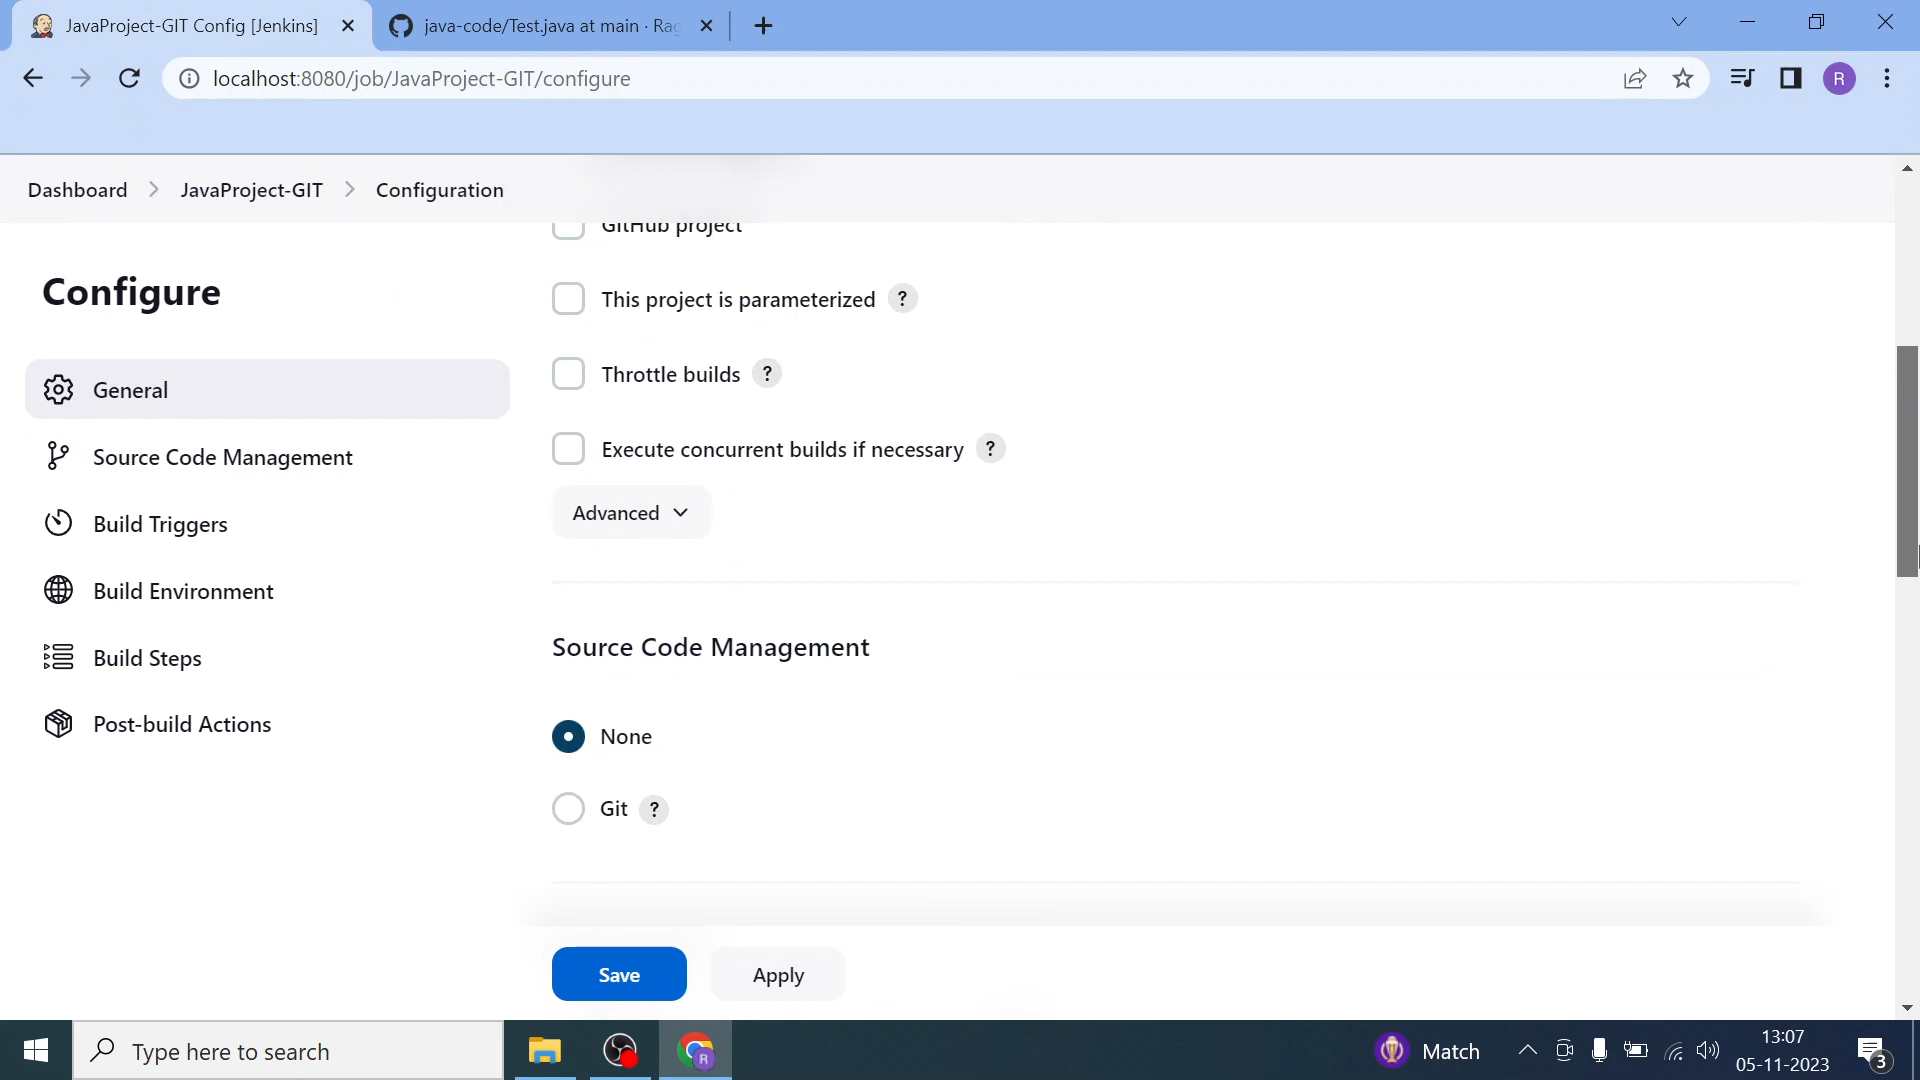 JavaProject-GIT Config [Jenkins]
java-code/Test.java at main · Rag
localhost:8080/job/JavaProject-GIT/configure
R
Dashboard > JavaProject-GIT > Configuration
GitHub project
Configure
This project is parameterized ?
Throttle builds ?
General
Execute concurrent builds if necessary ?
Source Code Management
Advanced
Build Triggers
Build Environment
Source Code Management
Build Steps
Post-build Actions
None
Git ?
Save
Apply
Type here to search
R
Match
13:07
05-11-2023
3